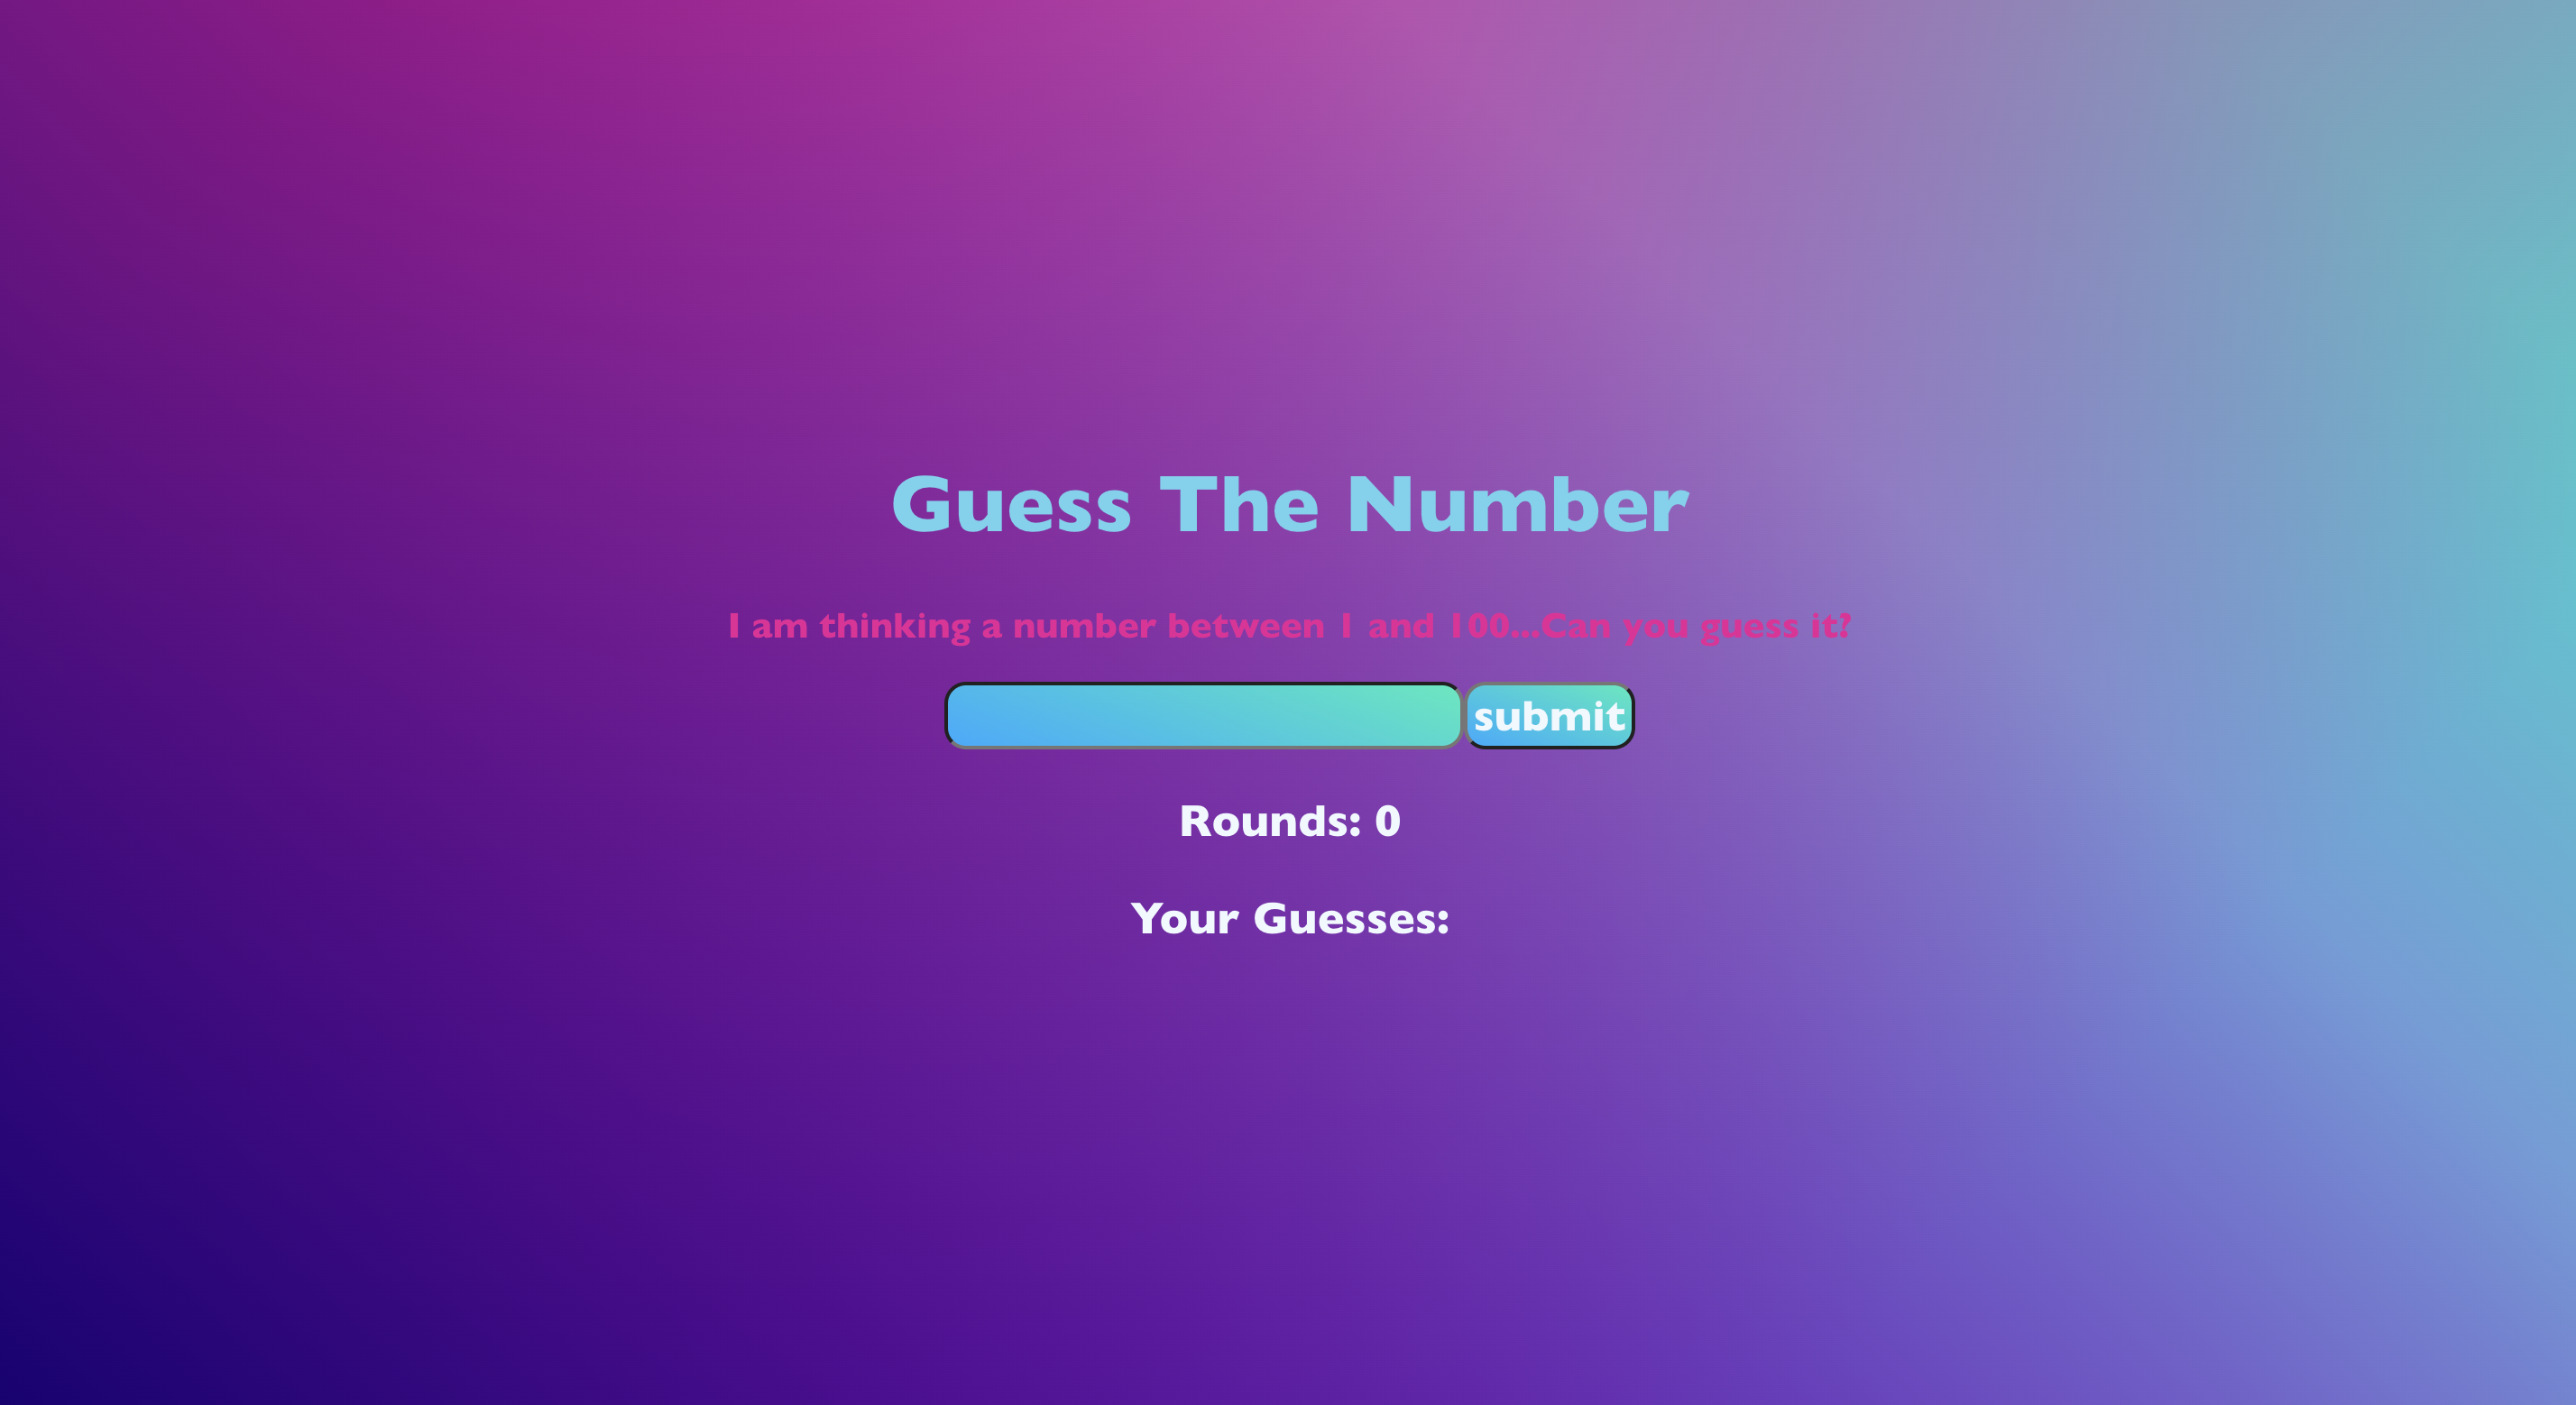 Guess The Number
I am thinking a number between 1 and 100...Can you guess it?
submit
Rounds: 0
Your Guesses: